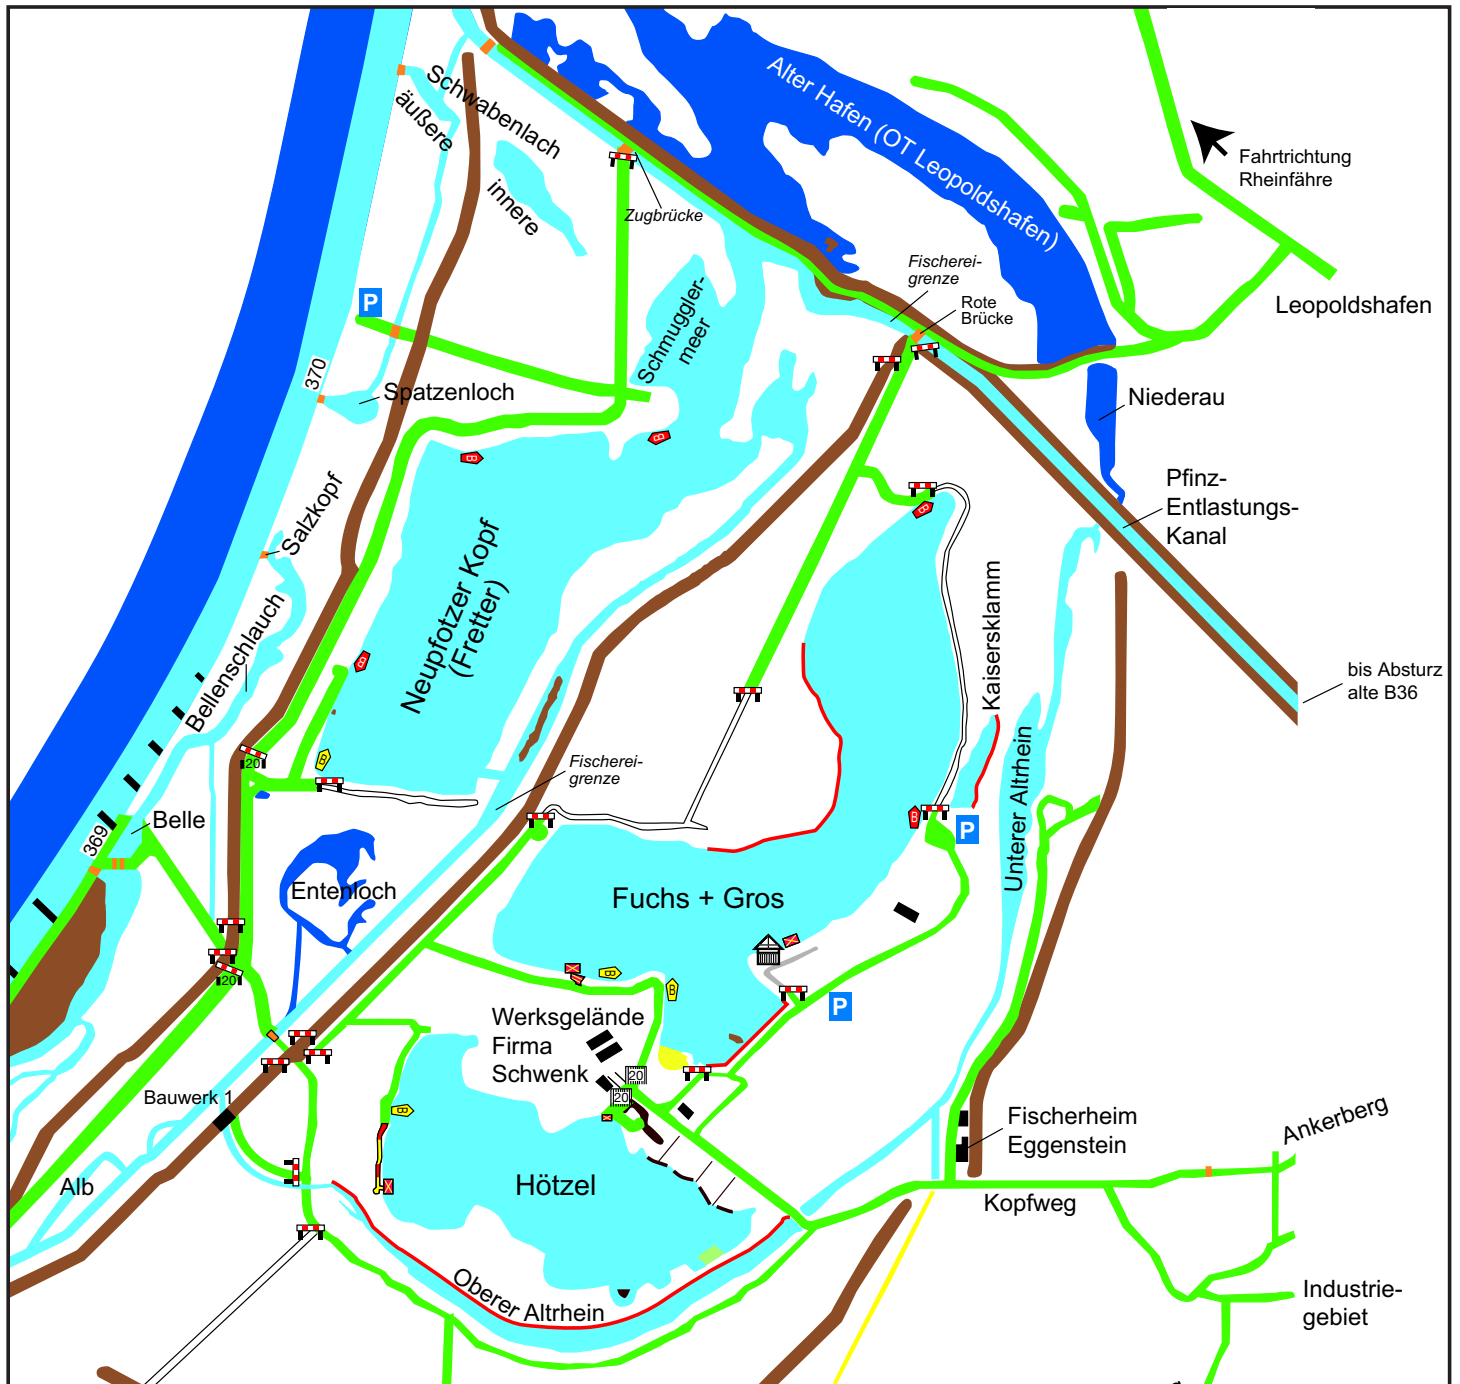 Schwabenlach
äußere
innere
Alter Hafen (OT Leopoldshafen)
Fahrtrichtung
Rheinfähre
Zugbrücke
Fischerei-
grenze
Rote
Brücke
Leopoldshafen
P
Schmuggler-
meer
370
Spatzenloch
Niederau
B
B
Pfinz-
Entlastungs-
Kanal
Salzkopf
B
Neupfotzer Kopf
(Fretter)
Kaisersklamm
Bellenschlauch
B
bis Absturz
alte B36
Unterer Altrhein
20
B
Fischerei-
grenze
369
Belle
B
P
Entenloch
Fuchs + Gros
20
B
B
P
Werksgelände
Firma
Schwenk
20
20
Bauwerk 1
B
Fischerheim
Eggenstein
Ankerberg
Alb
Hötzel
Kopfweg
Oberer Altrhein
Industrie-
gebiet